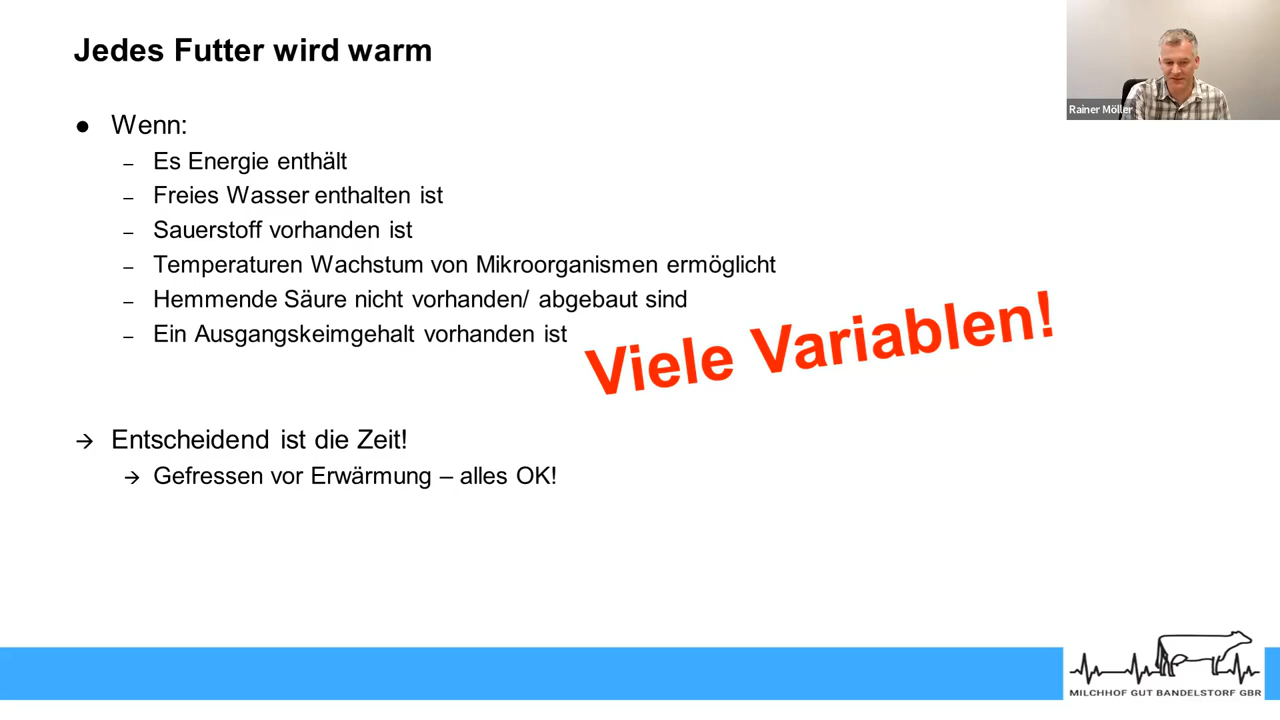 Jedes Futter wird warm
Rainer Möller
● Wenn:
– Es Energie enthält
– Freies Wasser enthalten ist
– Sauerstoff vorhanden ist
– Temperaturen Wachstum von Mikroorganismen ermöglicht
– Hemmende Säure nicht vorhanden/ abgebaut sind
– Ein Ausgangskeimgehalt vorhanden ist
Viele Variablen!
→ Entscheidend ist die Zeit!
→ Gefressen vor Erwärmung – alles OK!
MILCHHOF GUT BANDELSTORF GBR